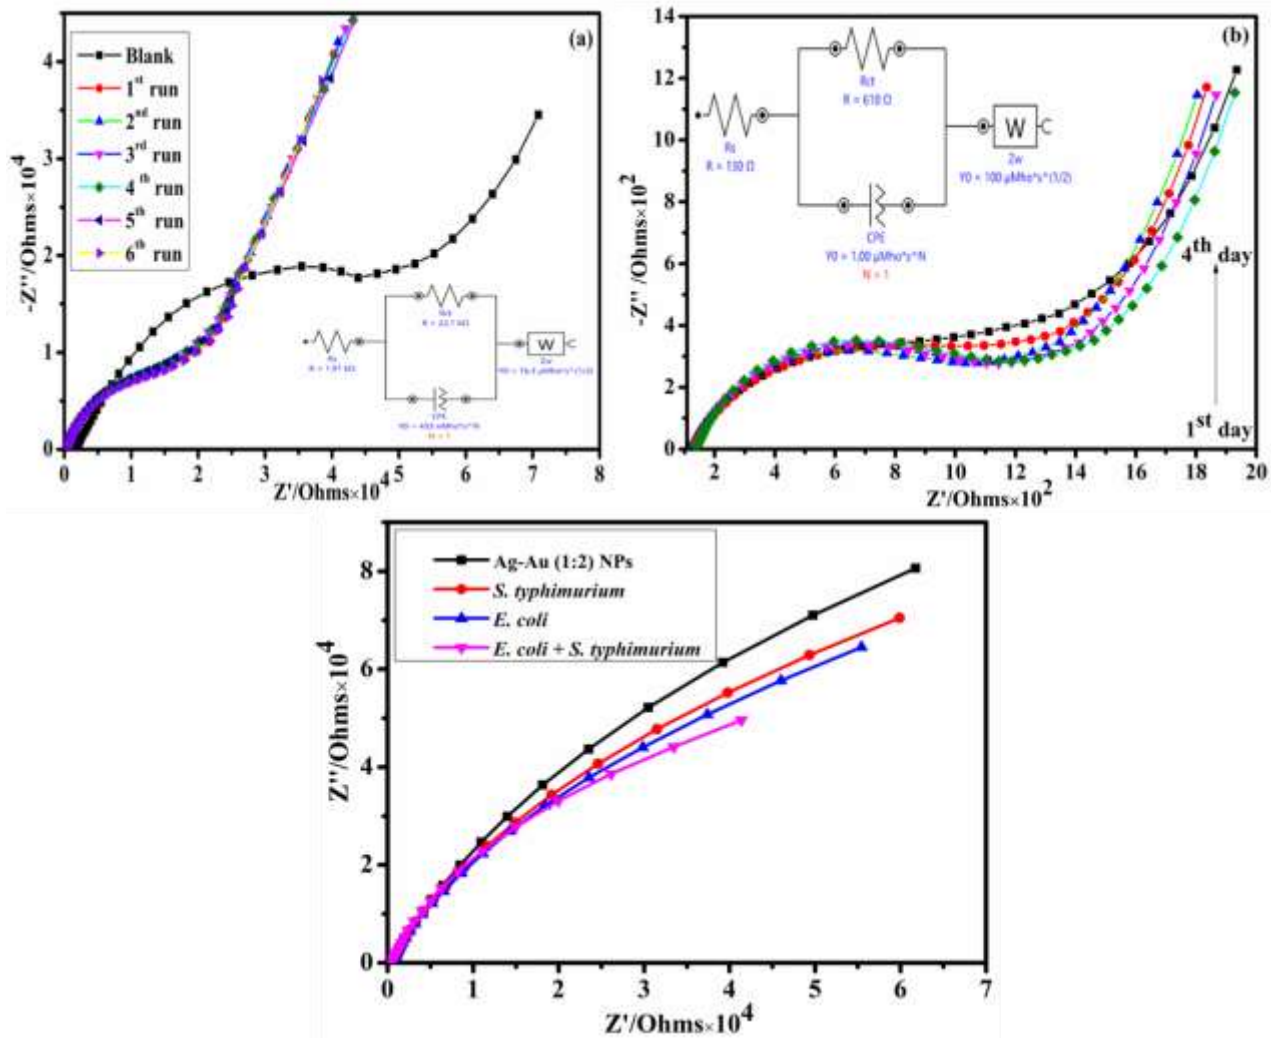 (a)
Blank
1st run
2nd run
3rd run
4th run
5th run
6th run
4
3
2
1
0
-Z''/Ohms×10^4
0 1 2 3 4 5 6 7 8
Z'/Ohms×10^4
Rs
Rct
CPE
N = 1
W
Zw
(b)
14
12
10
8
6
4
2
0
-Z''/Ohms×10^2
2 4 6 8 10 12 14 16 18 20
Z'/Ohms×10^2
Rct
R = 610 Ω
Rs
R = 130 Ω
W
Zw
Y0 = 100 µMho*s^(1/2)
CPE
Y0 = 1.00 µMho*s^N
N = 1
4th day
1st day
Ag-Au (1:2) NPs
S. typhimurium
E. coli
E. coli + S. typhimurium
8
6
4
2
0
Z''/Ohms×10^4
0 1 2 3 4 5 6 7
Z'/Ohms×10^4